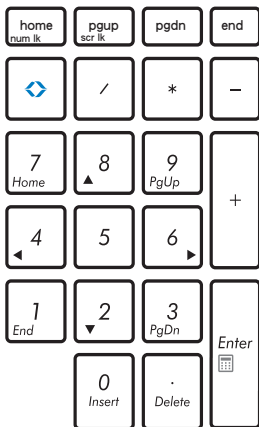 home pgup pgdn end
num lk scr lk
/ * -
7 8 9
Home PgUp
+
4 5 6
1 2 3
End PgDn
Enter
0 .
Insert Delete